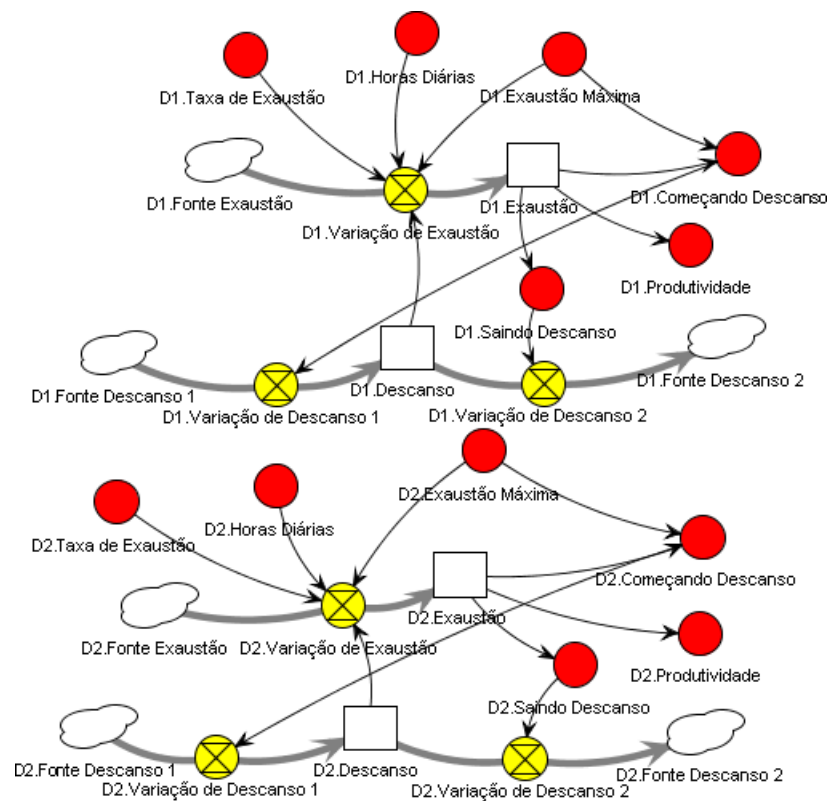 D1.Horas Diárias
D1.Taxa de Exaustão
D1.Exaustão Máxima
D1.Fonte Exaustão
D1.Exaustão
D1.Começando Descanso
D1.Variação de Exaustão
D1.Produtividade
D1.Saindo Descanso
D1.Fonte Descanso 1
D1.Descanso
D1.Fonte Descanso 2
D1.Variação de Descanso 1
D1.Variação de Descanso 2
D2.Exaustão Máxima
D2.Horas Diárias
D2.Taxa de Exaustão
D2.Começando Descanso
D2.Exaustão
D2.Fonte Exaustão
D2.Variação de Exaustão
D2.Produtividade
D2.Saindo Descanso
D2.Fonte Descanso 1
D2.Descanso
D2.Fonte Descanso 2
D2.Variação de Descanso 1
D2.Variação de Descanso 2